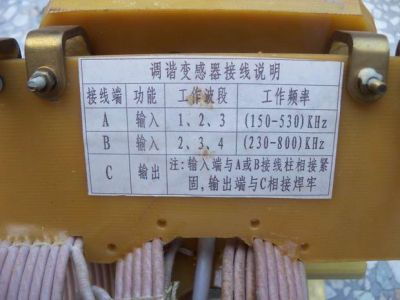 调谐变感器接线说明
接线端 功能 工作波段 工作频率
A 输入 1、2、3 (150-530)KHz
B 输入 2、3、4 (230-800)KHz
C 输出 注:输入端与A或B接线柱相接紧
固,输出端与C相接焊牢